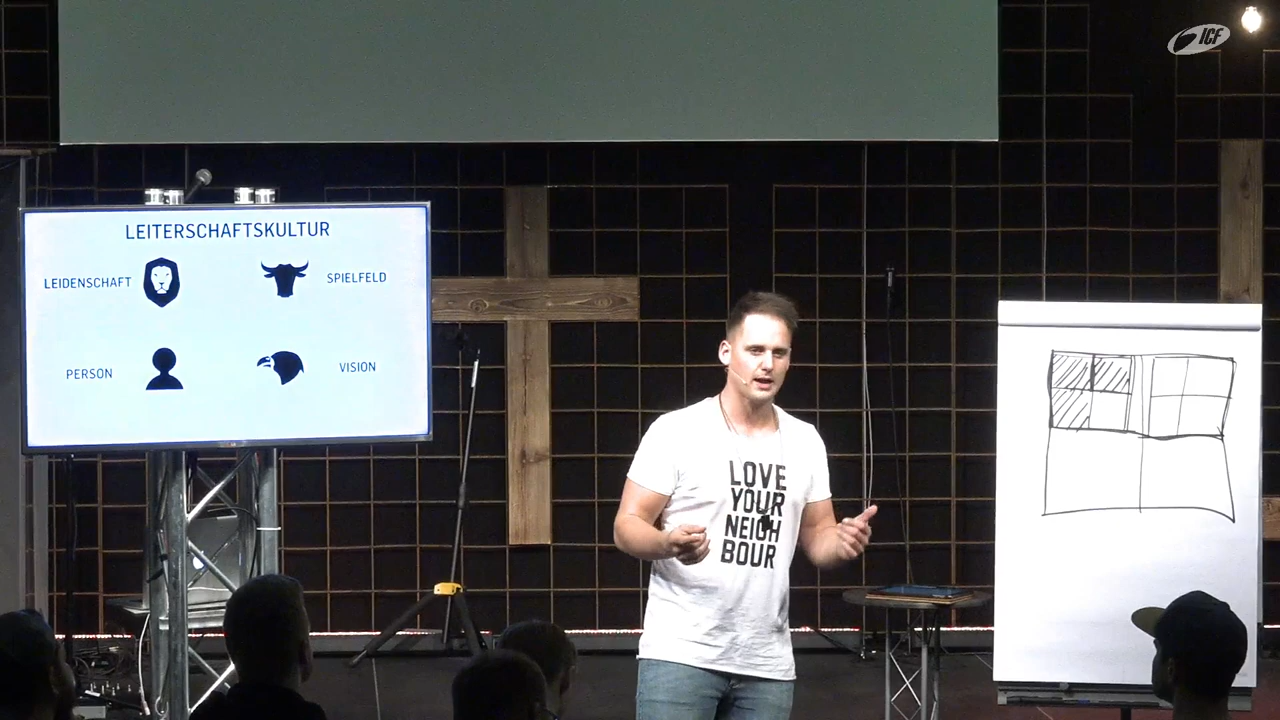 ICF
LEITERSCHAFTSKULTUR
LEIDENSCHAFT
SPIELFELD
PERSON
VISION
LOVE
YOUR
NEIGH
BOUR